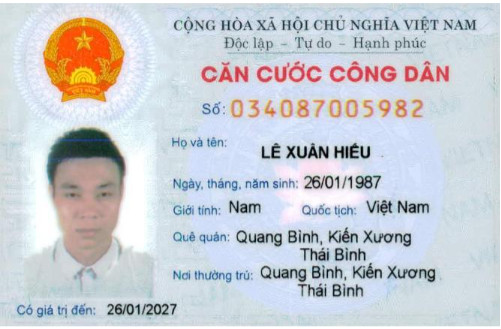 CỘNG HÒA XÃ HỘI CHỦ NGHĨA VIỆT NAM
Độc lập - Tự do - Hạnh phúc
CĂN CƯỚC CÔNG DÂN
Số: 034087005982
Họ và tên:
LÊ XUÂN HIẾU
Ngày, tháng, năm sinh: 26/01/1987
Giới tính: Nam Quốc tịch: Việt Nam
Quê quán: Quang Bình, Kiến Xương
Thái Bình
Nơi thường trú: Quang Bình, Kiến Xương
Thái Bình
Có giá trị đến: 26/01/2027